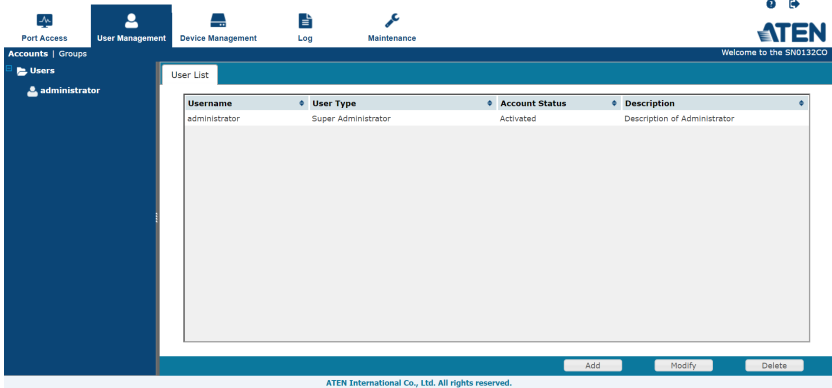 Port Access User Management Device Management Log Maintenance
ATEN
Accounts | Groups Welcome to the SN0132CO
Users
administrator
User List
Username User Type Account Status Description
administrator Super Administrator Activated Description of Administrator
Add Modify Delete
ATEN International Co., Ltd. All rights reserved.